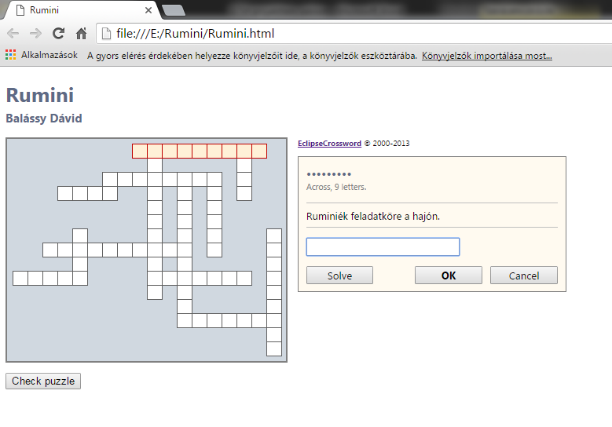 Rumini
file:///E:/Rumini/Rumini.html
Alkalmazások A gyors elérés érdekében helyezze könyvjelzőit ide, a könyvjelzők eszköztárába. Könyvjelzők importálása most...
Rumini
Balássy Dávid
EclipseCrossword © 2000-2013
•••••••••
Across, 9 letters.
Ruminiék feladatköre a hajón.
Solve OK Cancel
Check puzzle